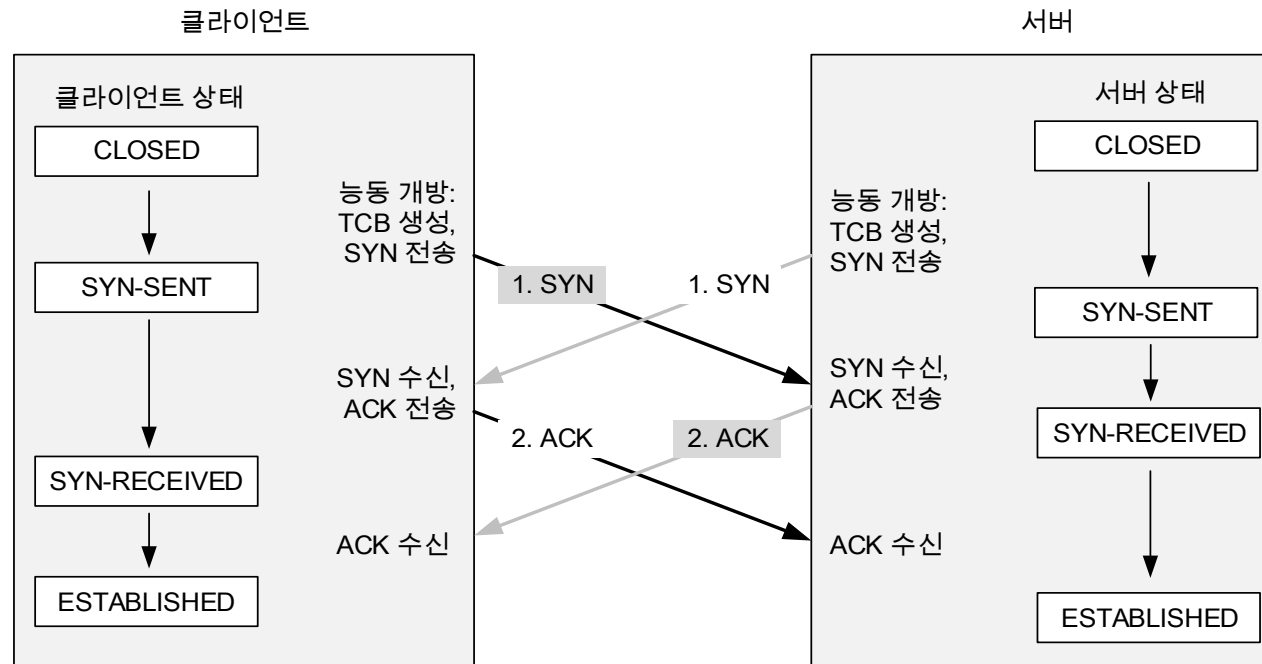 클라이언트
서버
클라이언트 상태
CLOSED
SYN-SENT
SYN-RECEIVED
ESTABLISHED
능동 개방:
TCB 생성,
SYN 전송
SYN 수신,
ACK 전송
ACK 수신
1. SYN
1. SYN
2. ACK
2. ACK
능동 개방:
TCB 생성,
SYN 전송
SYN 수신,
ACK 전송
ACK 수신
서버 상태
CLOSED
SYN-SENT
SYN-RECEIVED
ESTABLISHED